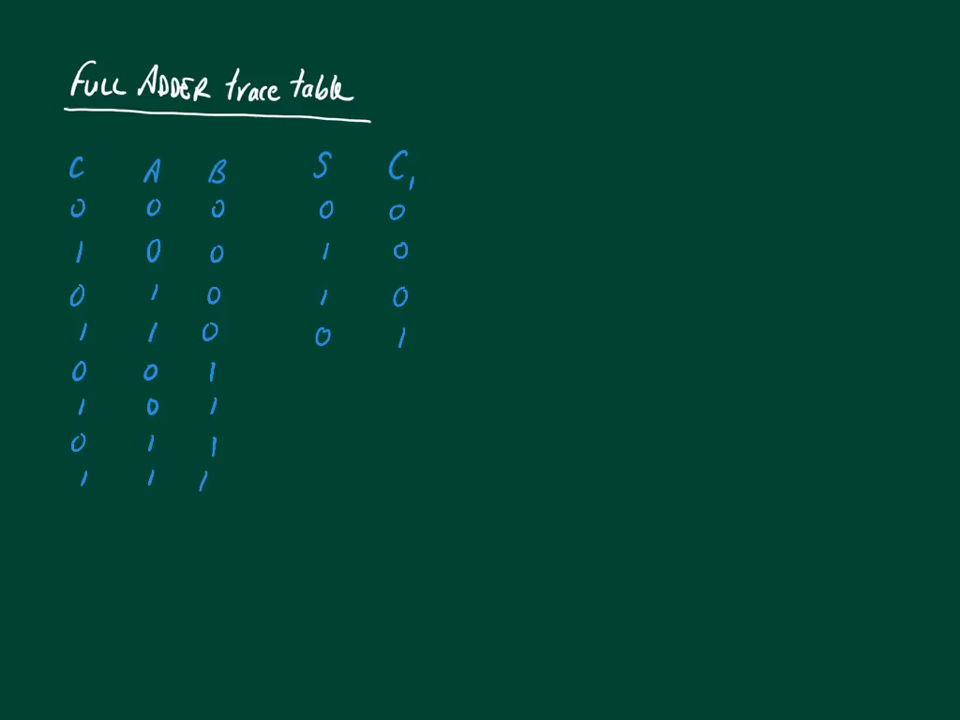 FULL ADDER trace table
C A B S C₁
0 0 0 0 0
1 0 0 1 0
0 1 0 1 0
1 1 0 0 1
0 0 1
1 0 1
0 1 1
1 1 1